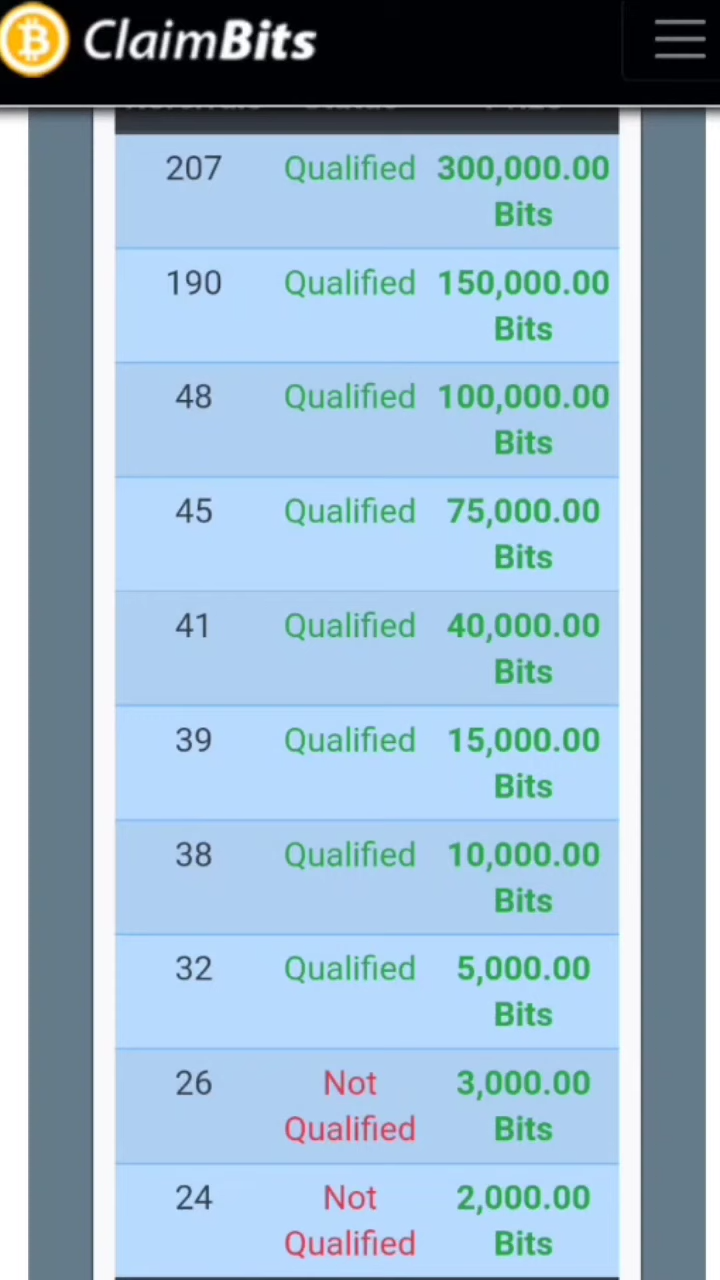 ClaimBits
207 Qualified 300,000.00
Bits
190 Qualified 150,000.00
Bits
48 Qualified 100,000.00
Bits
45 Qualified 75,000.00
Bits
41 Qualified 40,000.00
Bits
39 Qualified 15,000.00
Bits
38 Qualified 10,000.00
Bits
32 Qualified 5,000.00
Bits
26 Not 3,000.00
Qualified Bits
24 Not 2,000.00
Qualified Bits